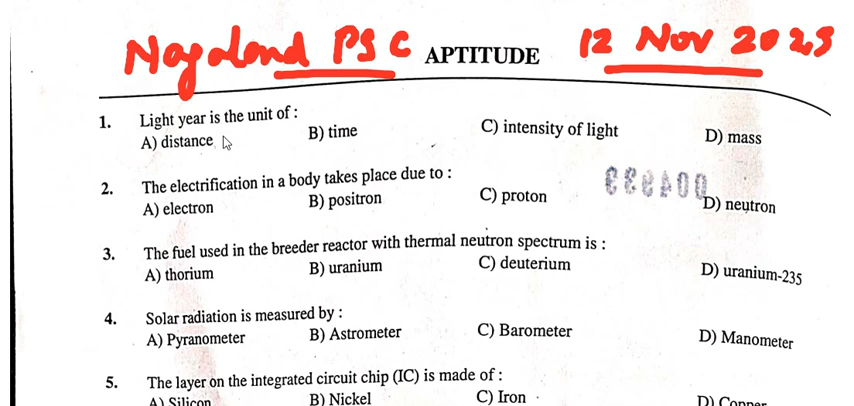 Nagaland PSC APTITUDE 12 Nov 2025
1. Light year is the unit of :
A) distance B) time C) intensity of light D) mass
2. The electrification in a body takes place due to :
A) electron B) positron C) proton D) neutron
3. The fuel used in the breeder reactor with thermal neutron spectrum is :
A) thorium B) uranium C) deuterium D) uranium-235
4. Solar radiation is measured by :
A) Pyranometer B) Astrometer C) Barometer D) Manometer
5. The layer on the integrated circuit chip (IC) is made of :
A) Silicon B) Nickel C) Iron D) Copper